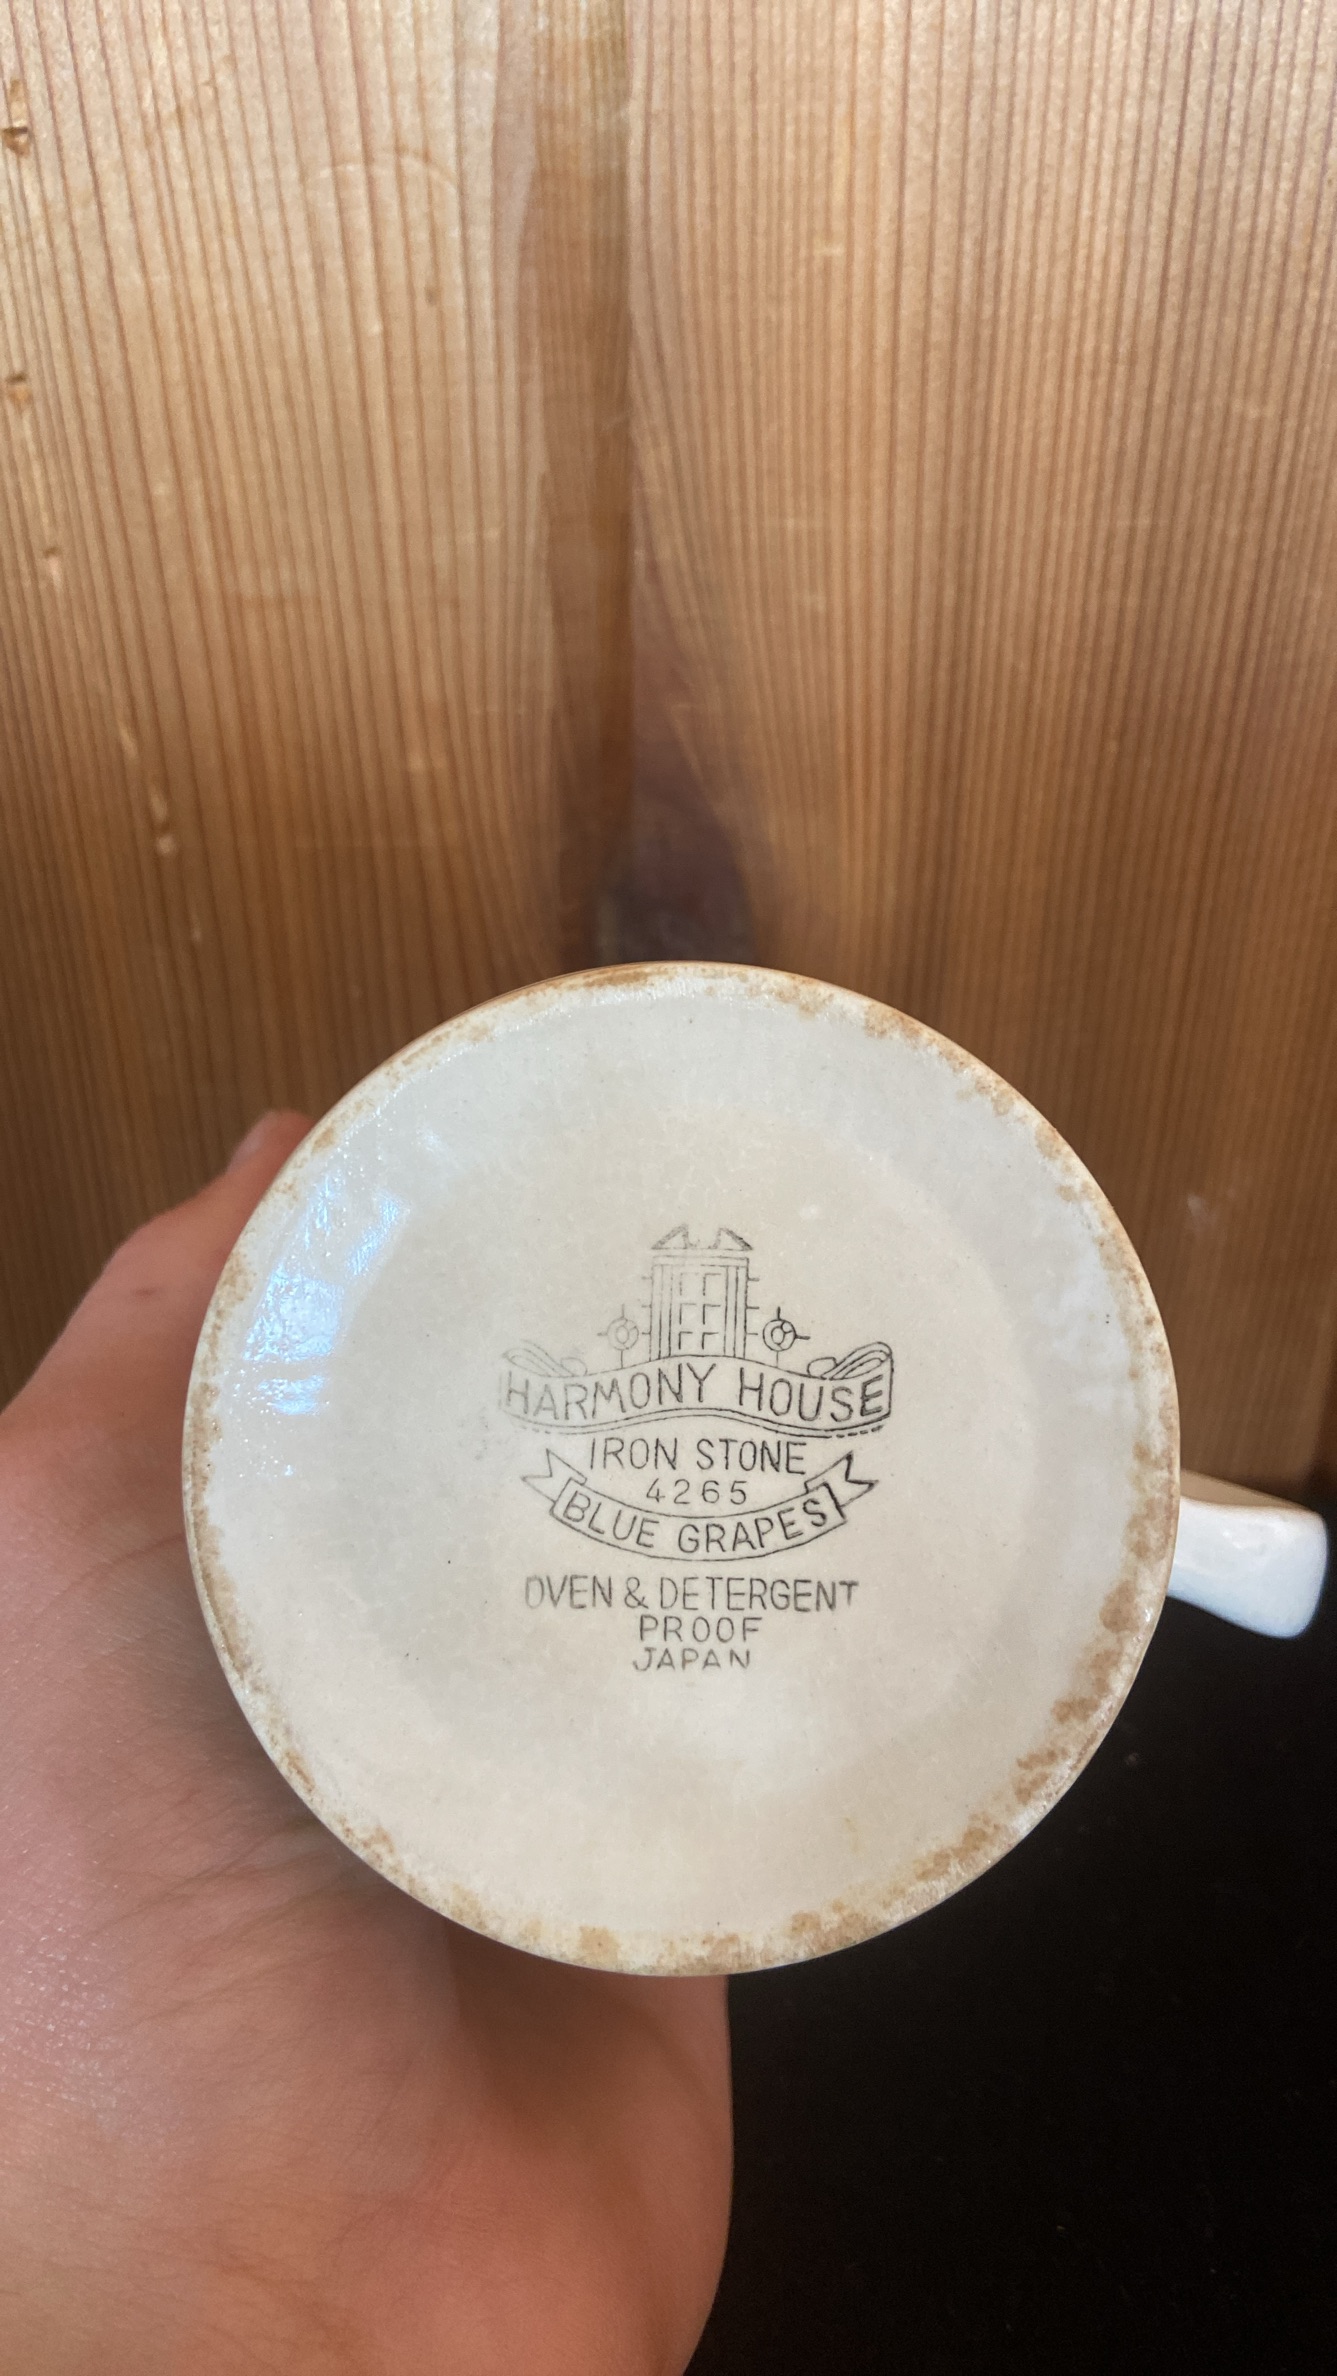 HARMONY HOUSE
IRON STONE
4265
BLUE GRAPES
OVEN & DETERGENT
PROOF
JAPAN